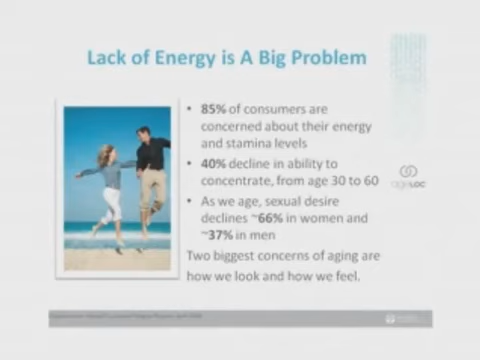 Lack of Energy is A Big Problem
• 85% of consumers are
concerned about their energy
and stamina levels
• 40% decline in ability to
concentrate, from age 30 to 60
• As we age, sexual desire
declines ~66% in women and
~37% in men
Two biggest concerns of aging are
how we look and how we feel.
ageLOC